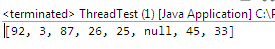 <terminated> ThreadTest (1) [Java Application] C:\
[92, 3, 87, 26, 25, null, 45, 33]